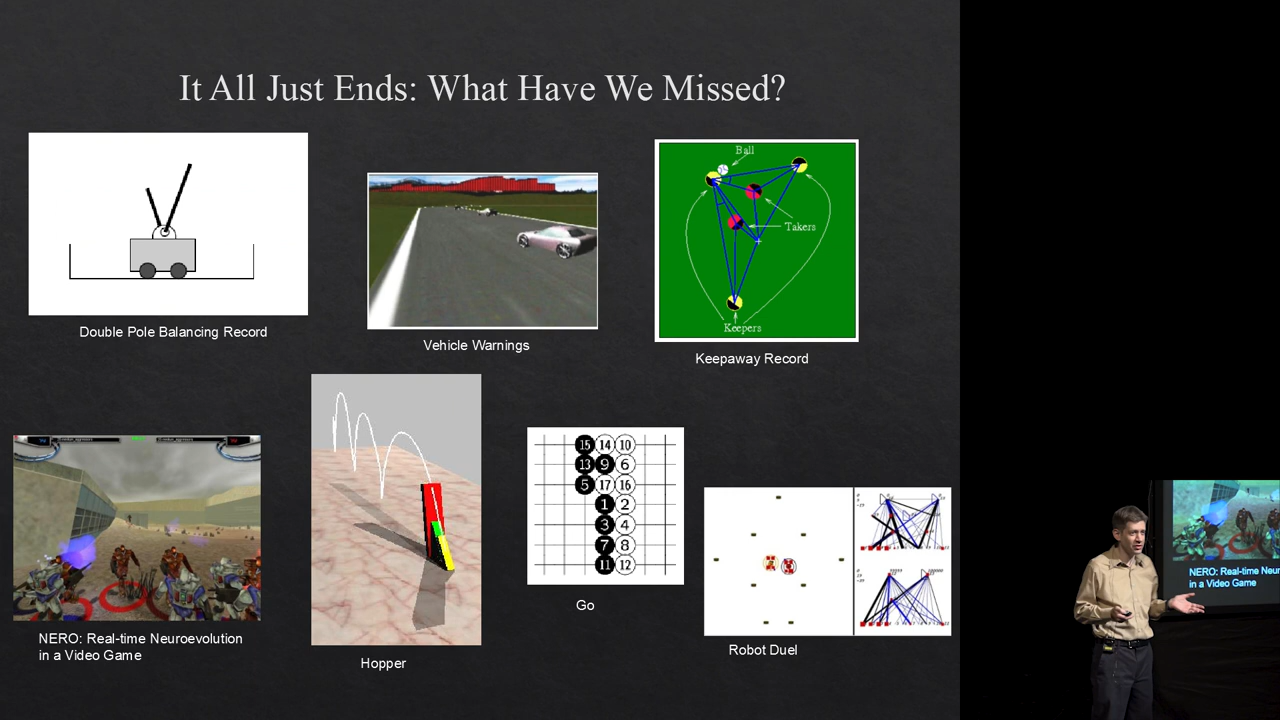 It All Just Ends: What Have We Missed?
Double Pole Balancing Record
Vehicle Warnings
Ball
Takers
Keepers
Keepaway Record
NERO: Real-time Neuroevolution
in a Video Game
Hopper
15 14 10
13 9 6
5 17 16
1 2
3 4
7 8
11 12
Go
Robot Duel
NERO: Real-time Neur
in a Video Game